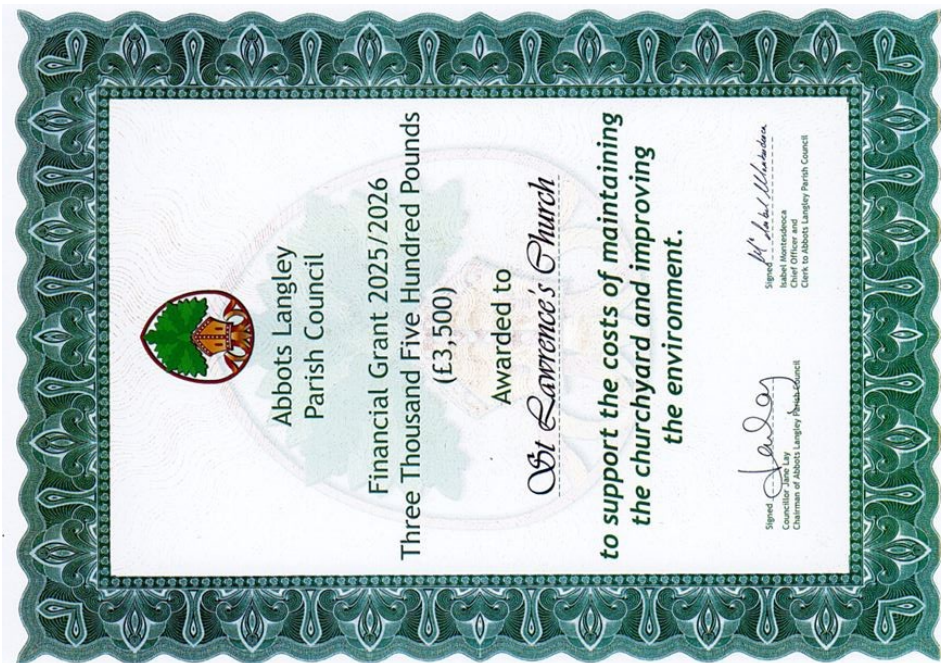 Abbots Langley
Parish Council
Financial Grant 2025/2026
Three Thousand Five Hundred Pounds
(£3,500)
Awarded to
St Lawrence's Church
to support the costs of maintaining
the churchyard and improving
the environment.
Signed
Councillor Jane Lay
Chairman of Abbots Langley Parish Council
Signed
Isabel Montesdeoca
Chief Officer and
Clerk to Abbots Langley Parish Council